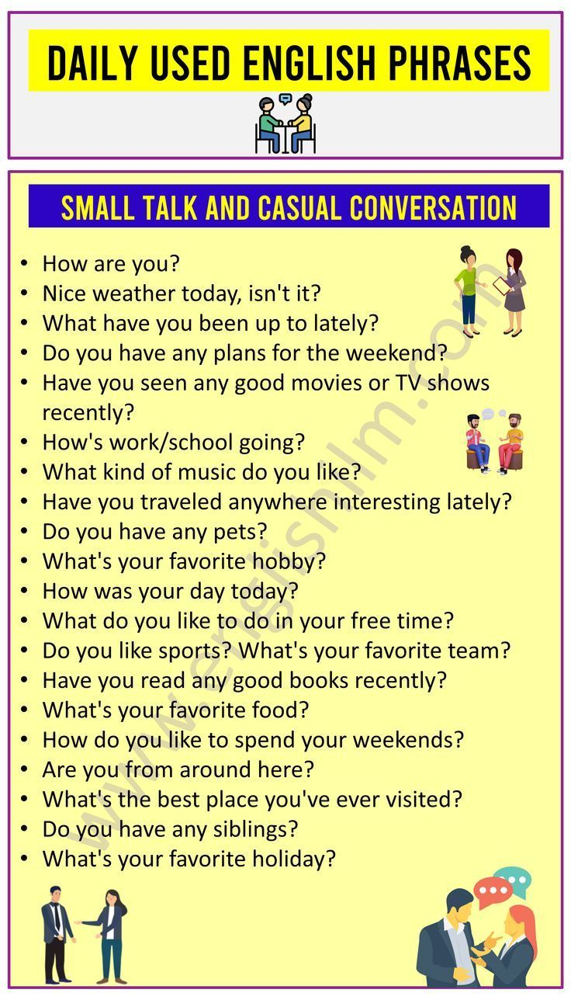 DAILY USED ENGLISH PHRASES
SMALL TALK AND CASUAL CONVERSATION
• How are you?
• Nice weather today, isn't it?
• What have you been up to lately?
• Do you have any plans for the weekend?
• Have you seen any good movies or TV shows
recently?
• How's work/school going?
• What kind of music do you like?
• Have you traveled anywhere interesting lately?
• Do you have any pets?
• What's your favorite hobby?
• How was your day today?
• What do you like to do in your free time?
• Do you like sports? What's your favorite team?
• Have you read any good books recently?
• What's your favorite food?
• How do you like to spend your weekends?
• Are you from around here?
• What's the best place you've ever visited?
• Do you have any siblings?
• What's your favorite holiday?
www.englishilm.com